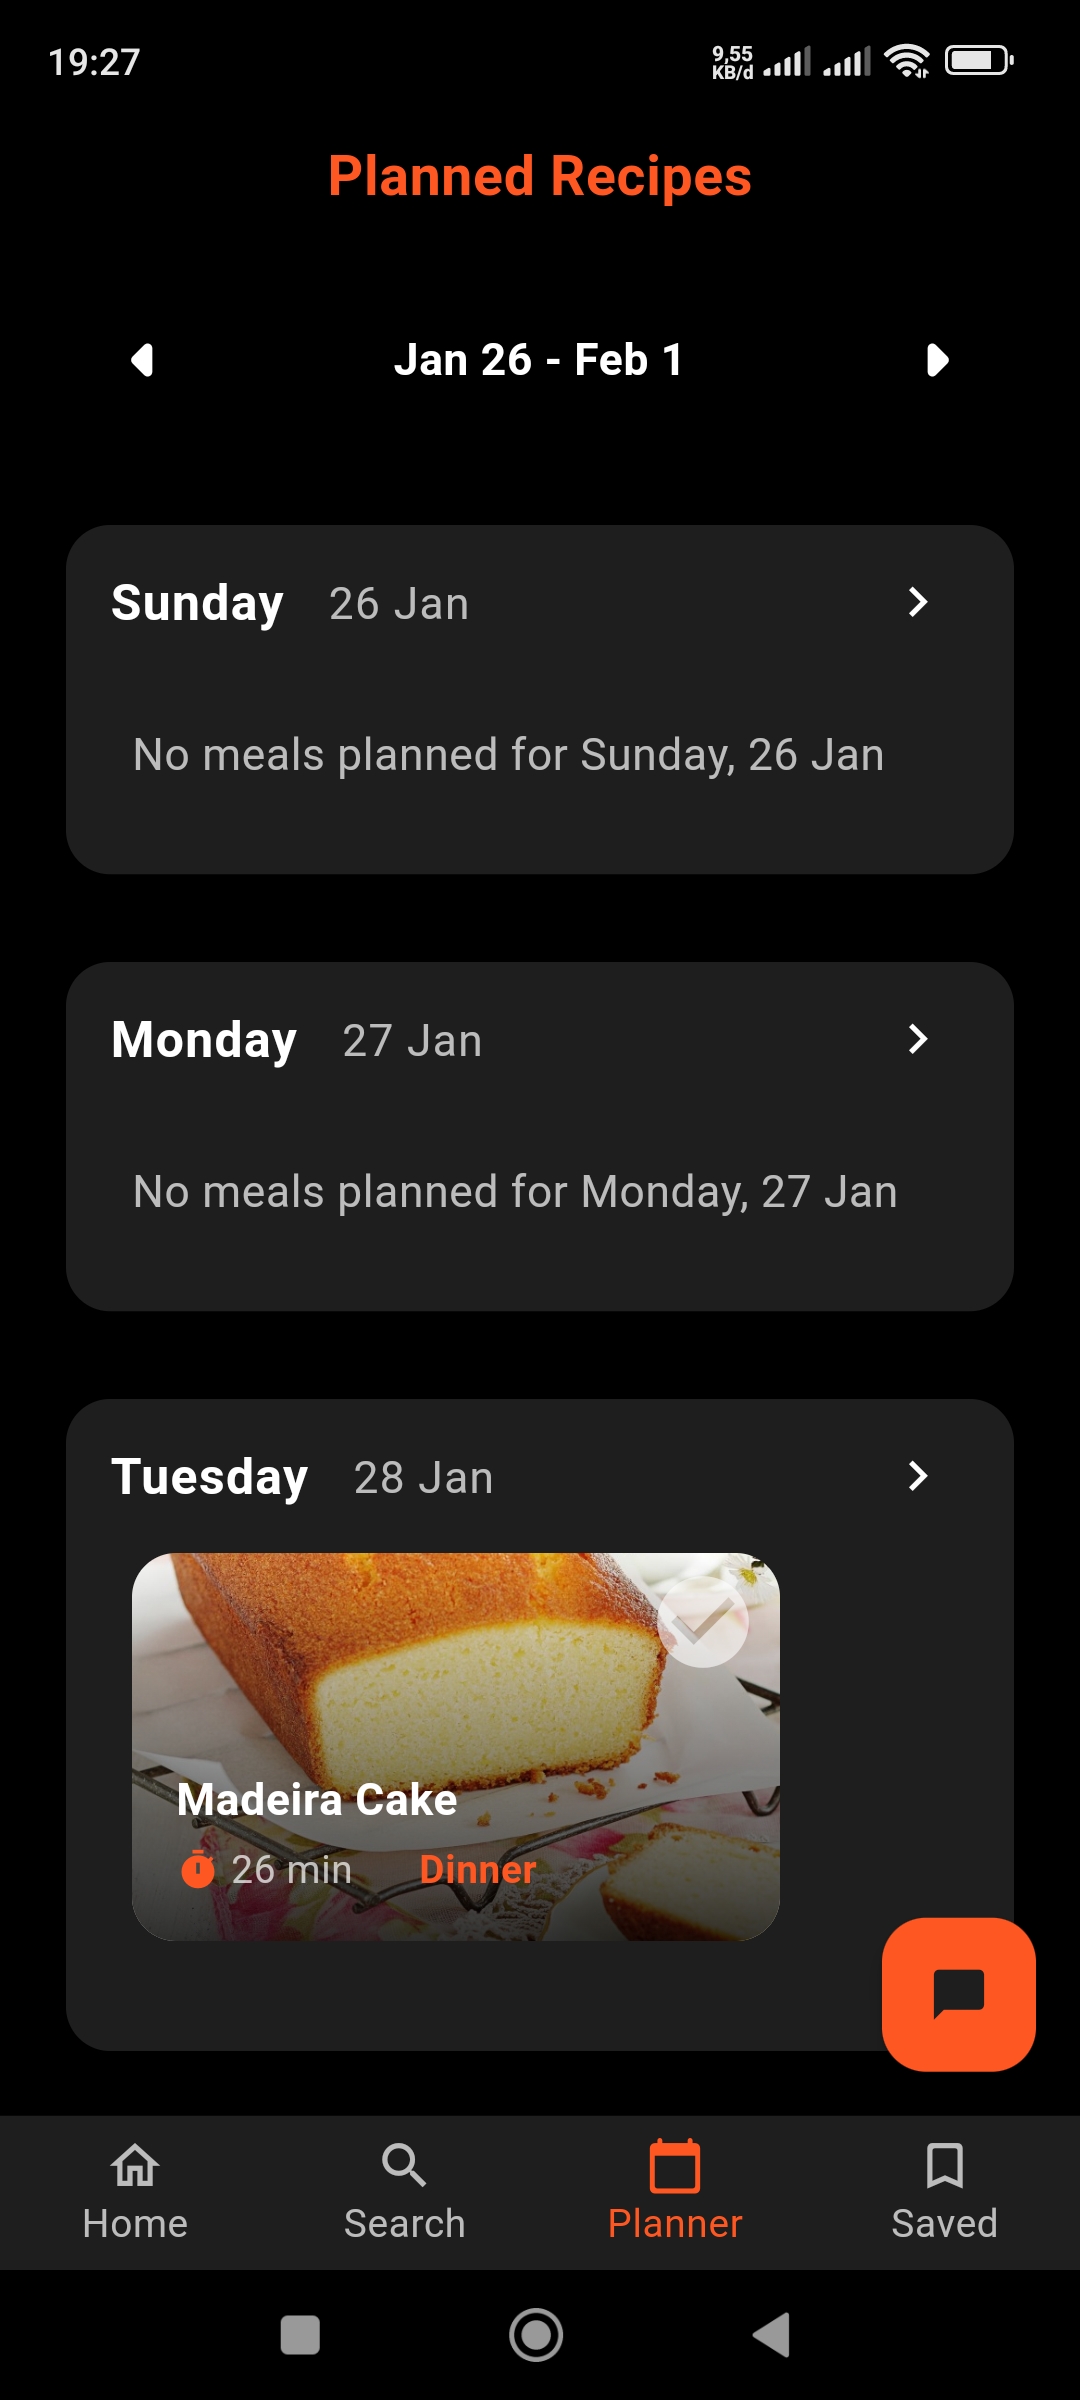 19:27
9,55
KB/d
Planned Recipes
Jan 26 - Feb 1
Sunday 26 Jan
No meals planned for Sunday, 26 Jan
Monday 27 Jan
No meals planned for Monday, 27 Jan
Tuesday 28 Jan
Madeira Cake
26 min Dinner
Home Search Planner Saved